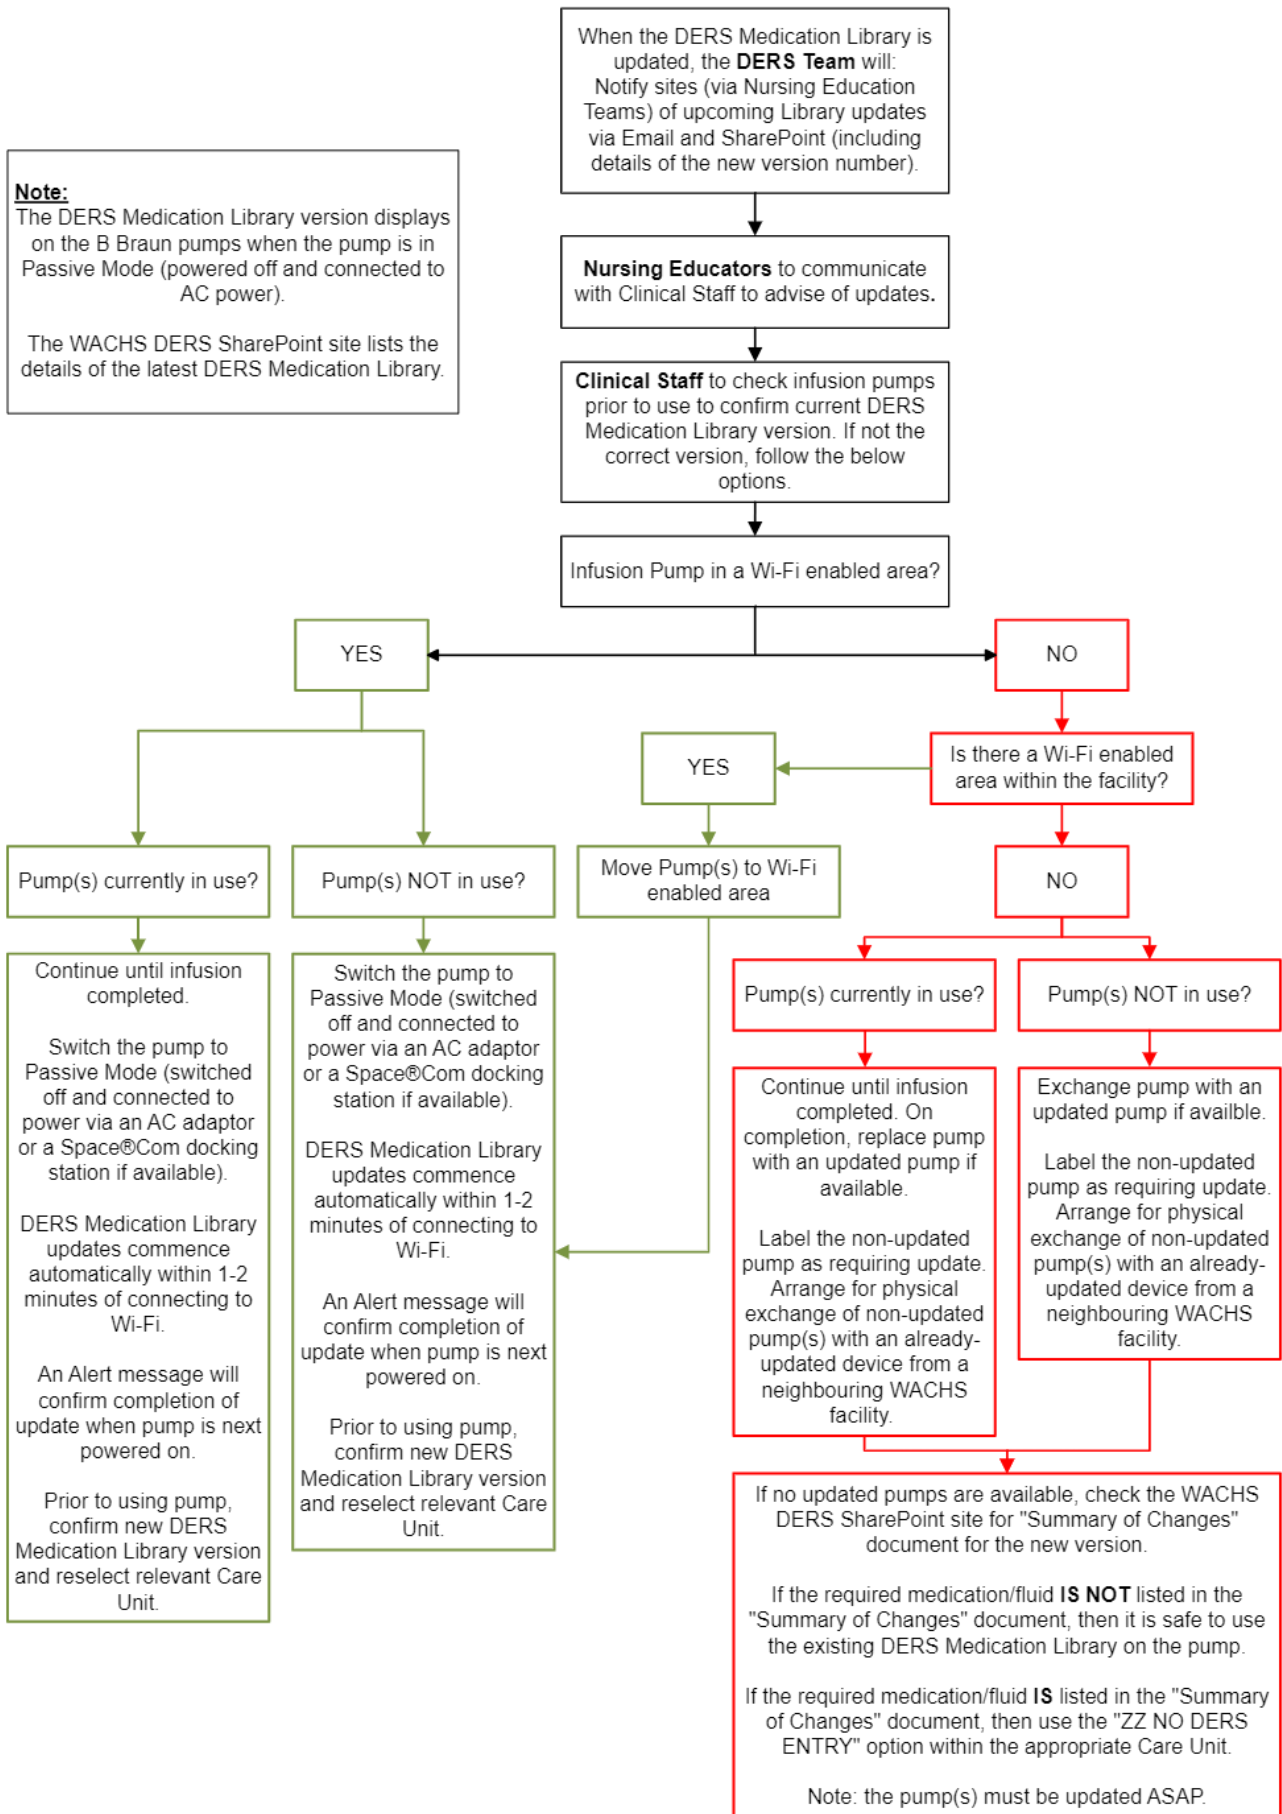 When the DERS Medication Library is
updated, the DERS Team will:
Notify sites (via Nursing Education
Teams) of upcoming Library updates
via Email and SharePoint (including
details of the new version number).
Note:
The DERS Medication Library version displays
on the B Braun pumps when the pump is in
Passive Mode (powered off and connected to
AC power).
The WACHS DERS SharePoint site lists the
details of the latest DERS Medication Library.
Nursing Educators to communicate
with Clinical Staff to advise of updates.
Clinical Staff to check infusion pumps
prior to use to confirm current DERS
Medication Library version. If not the
correct version, follow the below
options.
Infusion Pump in a Wi-Fi enabled area?
YES
NO
Is there a Wi-Fi enabled
area within the facility?
YES
Pump(s) currently in use?
Pump(s) NOT in use?
Move Pump(s) to Wi-Fi
enabled area
NO
Continue until infusion
completed.
Switch the pump to
Passive Mode (switched
off and connected to
power via an AC adaptor
or a Space®Com docking
station if available).
DERS Medication Library
updates commence
automatically within 1-2
minutes of connecting to
Wi-Fi.
An Alert message will
confirm completion of
update when pump is next
powered on.
Prior to using pump,
confirm new DERS
Medication Library version
and reselect relevant Care
Unit.
Switch the pump to
Passive Mode (switched
off and connected to
power via an AC adaptor
or a Space®Com docking
station if available).
DERS Medication Library
updates commence
automatically within 1-2
minutes of connecting to
Wi-Fi.
An Alert message will
confirm completion of
update when pump is next
powered on.
Prior to using pump,
confirm new DERS
Medication Library version
and reselect relevant Care
Unit.
Pump(s) currently in use?
Pump(s) NOT in use?
Continue until infusion
completed. On
completion, replace pump
with an updated pump if
available.
Label the non-updated
pump as requiring update.
Arrange for physical
exchange of non-updated
pump(s) with an already-
updated device from a
neighbouring WACHS
facility.
Exchange pump with an
updated pump if availble.
Label the non-updated
pump as requiring update.
Arrange for physical
exchange of non-updated
pump(s) with an already-
updated device from a
neighbouring WACHS
facility.
If no updated pumps are available, check the WACHS
DERS SharePoint site for "Summary of Changes"
document for the new version.
If the required medication/fluid IS NOT listed in the
"Summary of Changes" document, then it is safe to use
the existing DERS Medication Library on the pump.
If the required medication/fluid IS listed in the "Summary
of Changes" document, then use the "ZZ NO DERS
ENTRY" option within the appropriate Care Unit.
Note: the pump(s) must be updated ASAP.